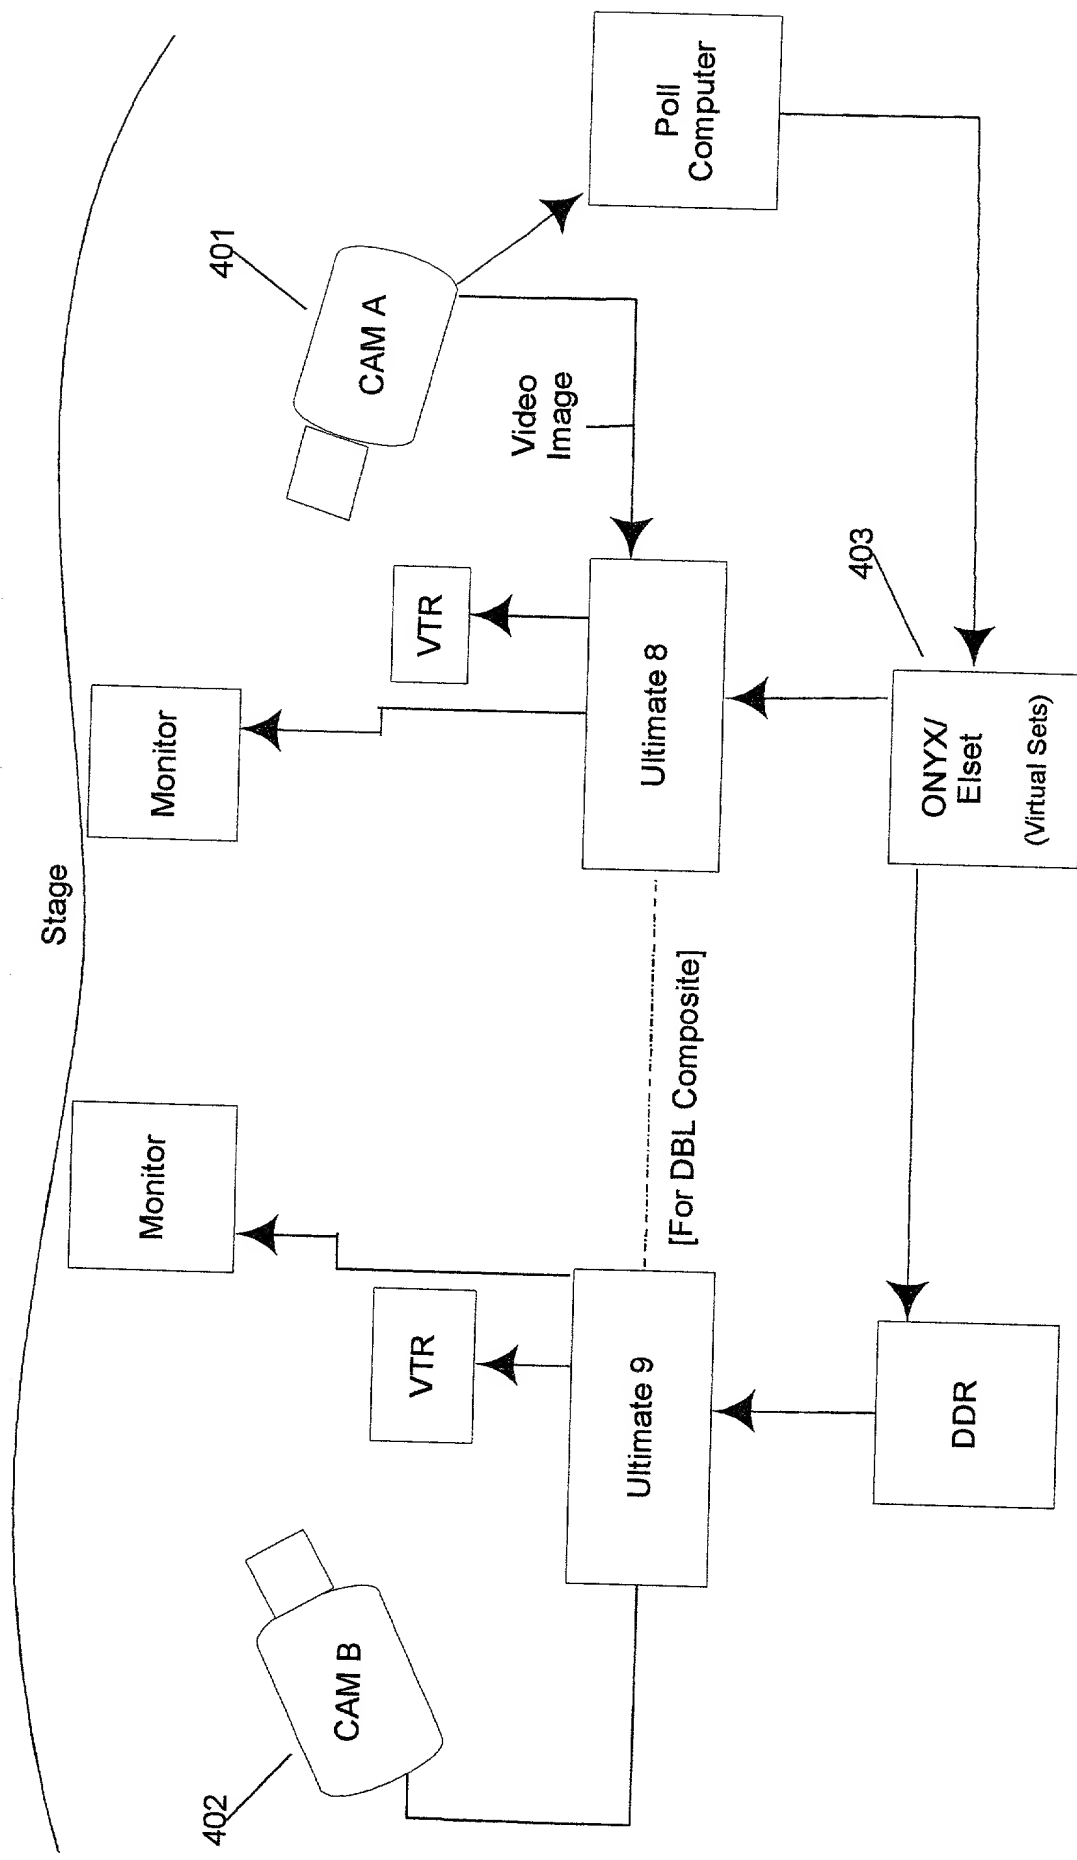 Stage
Monitor
Monitor
402
CAM B
VTR
VTR
401
CAM A
Video
Image
Ultimate 9
[For DBL Composite]
Ultimate 8
Poll
Computer
403
DDR
ONYX/
Elset
(Virtual Sets)